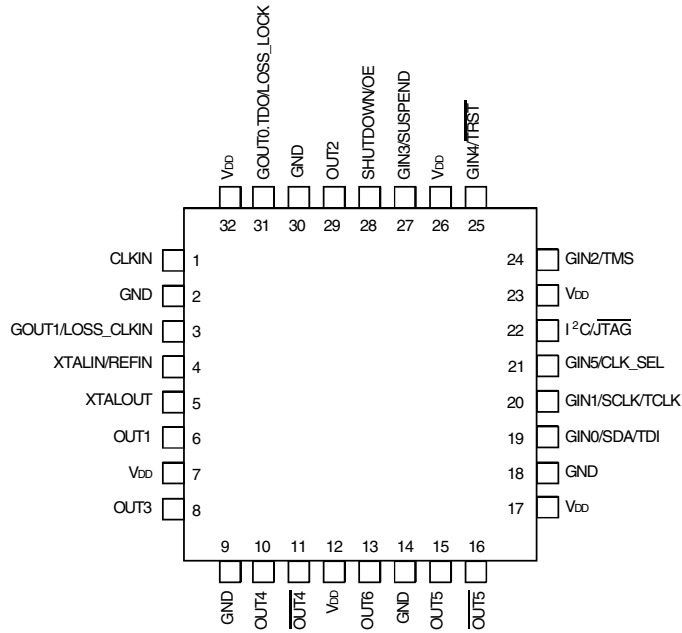 VDD
GOUT0.TDO/LOSS_LOCK
GND
OUT2
SHUTDOWN/OE
GIN3/SUSPEND
VDD
GIN4/TRST
32 31 30 29 28 27 26 25
CLKIN 1
GND 2
GOUT1/LOSS_CLKIN 3
XTALIN/REFIN 4
XTALOUT 5
OUT1 6
VDD 7
OUT3 8
24 GIN2/TMS
23 VDD
22 I²C/JTAG
21 GIN5/CLK_SEL
20 GIN1/SCLK/TCLK
19 GIN0/SDA/TDI
18 GND
17 VDD
9 10 11 12 13 14 15 16
GND
OUT4
OUT4
VDD
OUT6
GND
OUT5
OUT5